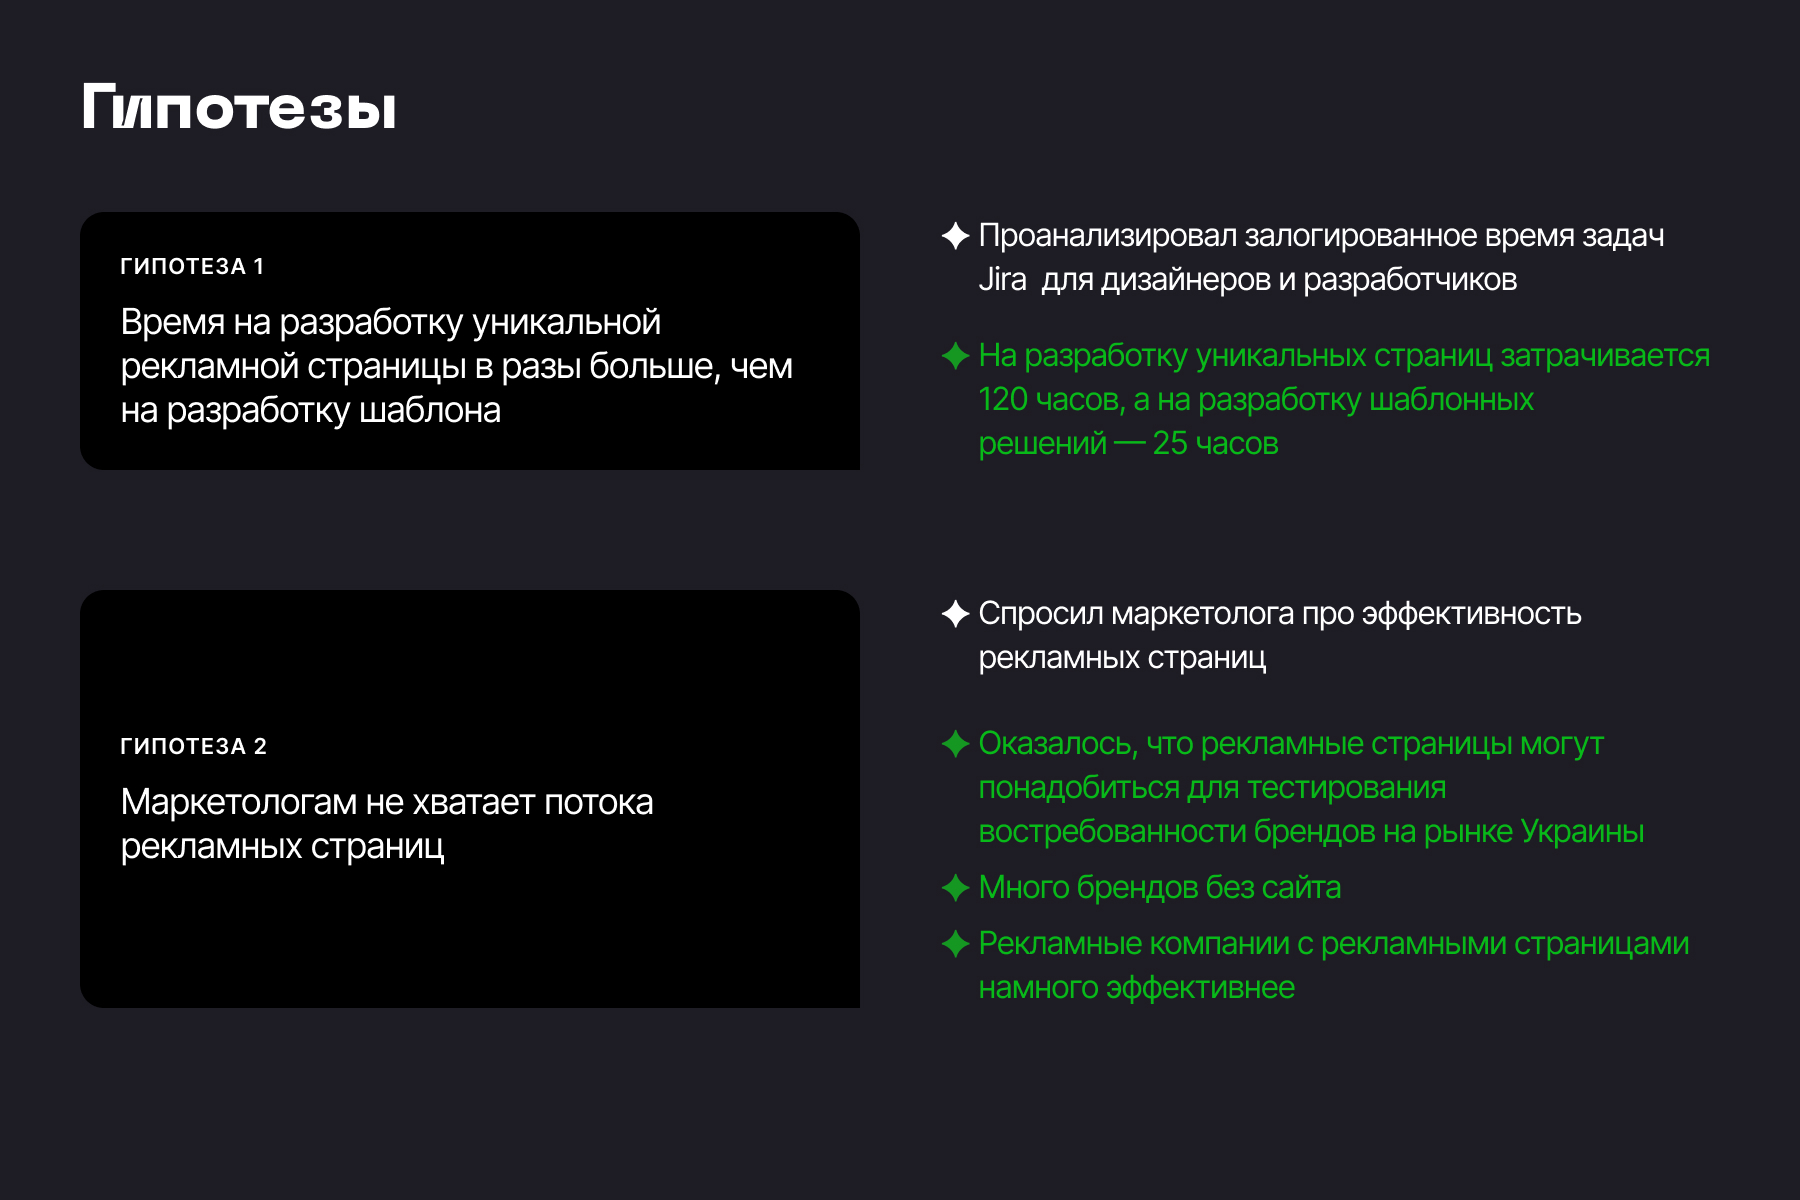 Гипотезы
ГИПОТЕЗА 1
Время на разработку уникальной
рекламной страницы в разы больше, чем
на разработку шаблона
Проанализировал залогированное время задач
Jira для дизайнеров и разработчиков
На разработку уникальных страниц затрачивается
120 часов, а на разработку шаблонных
решений — 25 часов
ГИПОТЕЗА 2
Маркетологам не хватает потока
рекламных страниц
Спросил маркетолога про эффективность
рекламных страниц
Оказалось, что рекламные страницы могут
понадобиться для тестирования
востребованности брендов на рынке Украины
Много брендов без сайта
Рекламные компании с рекламными страницами
намного эффективнее